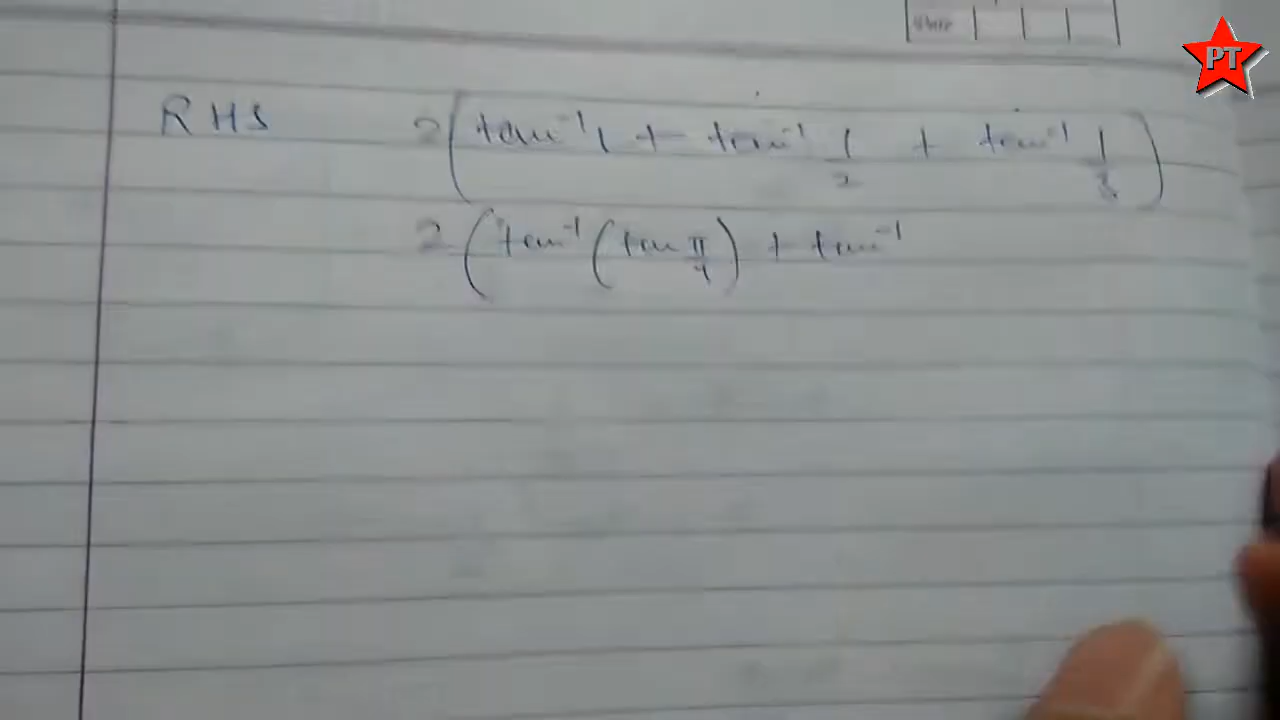 PT
RHS 2(tan⁻¹1 + tan⁻¹ 1/2 + tan⁻¹ 1/3)
2(tan⁻¹(tan π/4) + tan⁻¹